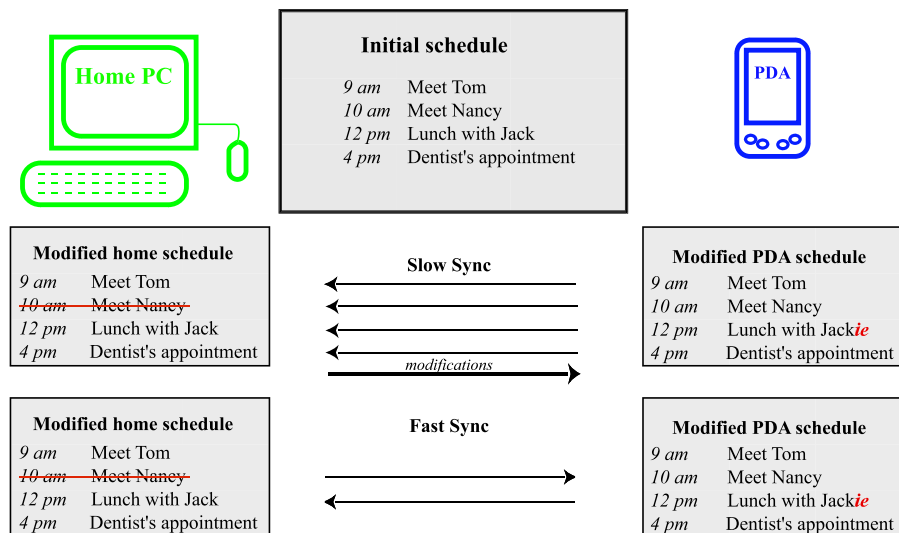 Home PC
Initial schedule
9 am Meet Tom
10 am Meet Nancy
12 pm Lunch with Jack
4 pm Dentist's appointment
PDA
Modified home schedule
9 am Meet Tom
10 am Meet Nancy
12 pm Lunch with Jack
4 pm Dentist's appointment
Slow Sync
modifications
Modified PDA schedule
9 am Meet Tom
10 am Meet Nancy
12 pm Lunch with Jackie
4 pm Dentist's appointment
Modified home schedule
9 am Meet Tom
10 am Meet Nancy
12 pm Lunch with Jack
4 pm Dentist's appointment
Fast Sync
Modified PDA schedule
9 am Meet Tom
10 am Meet Nancy
12 pm Lunch with Jackie
4 pm Dentist's appointment